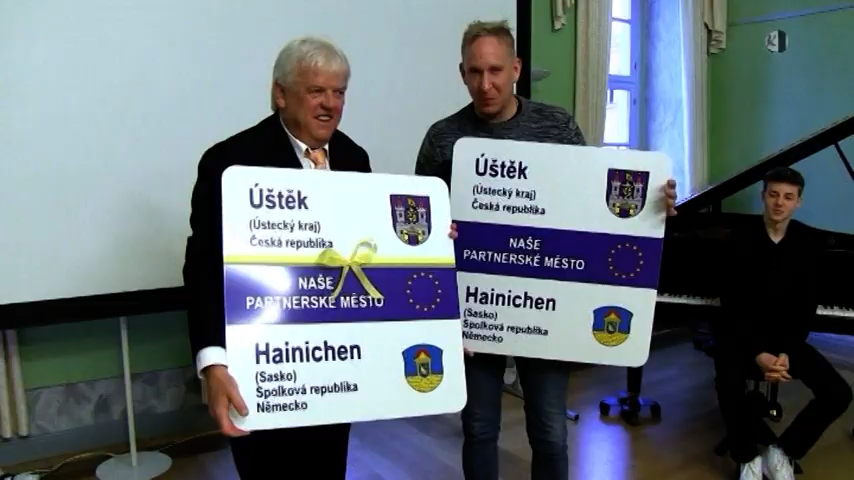 Úštěk
(Ústecký kraj)
Česká republika
NAŠE
PARTNERSKÉ MĚSTO
Hainichen
(Sasko)
Spolková republika
Německo
Úštěk
(Ústecký kraj)
Česká republika
NAŠE
PARTNERSKÉ MĚSTO
Hainichen
(Sasko)
Spolková republika
Německo